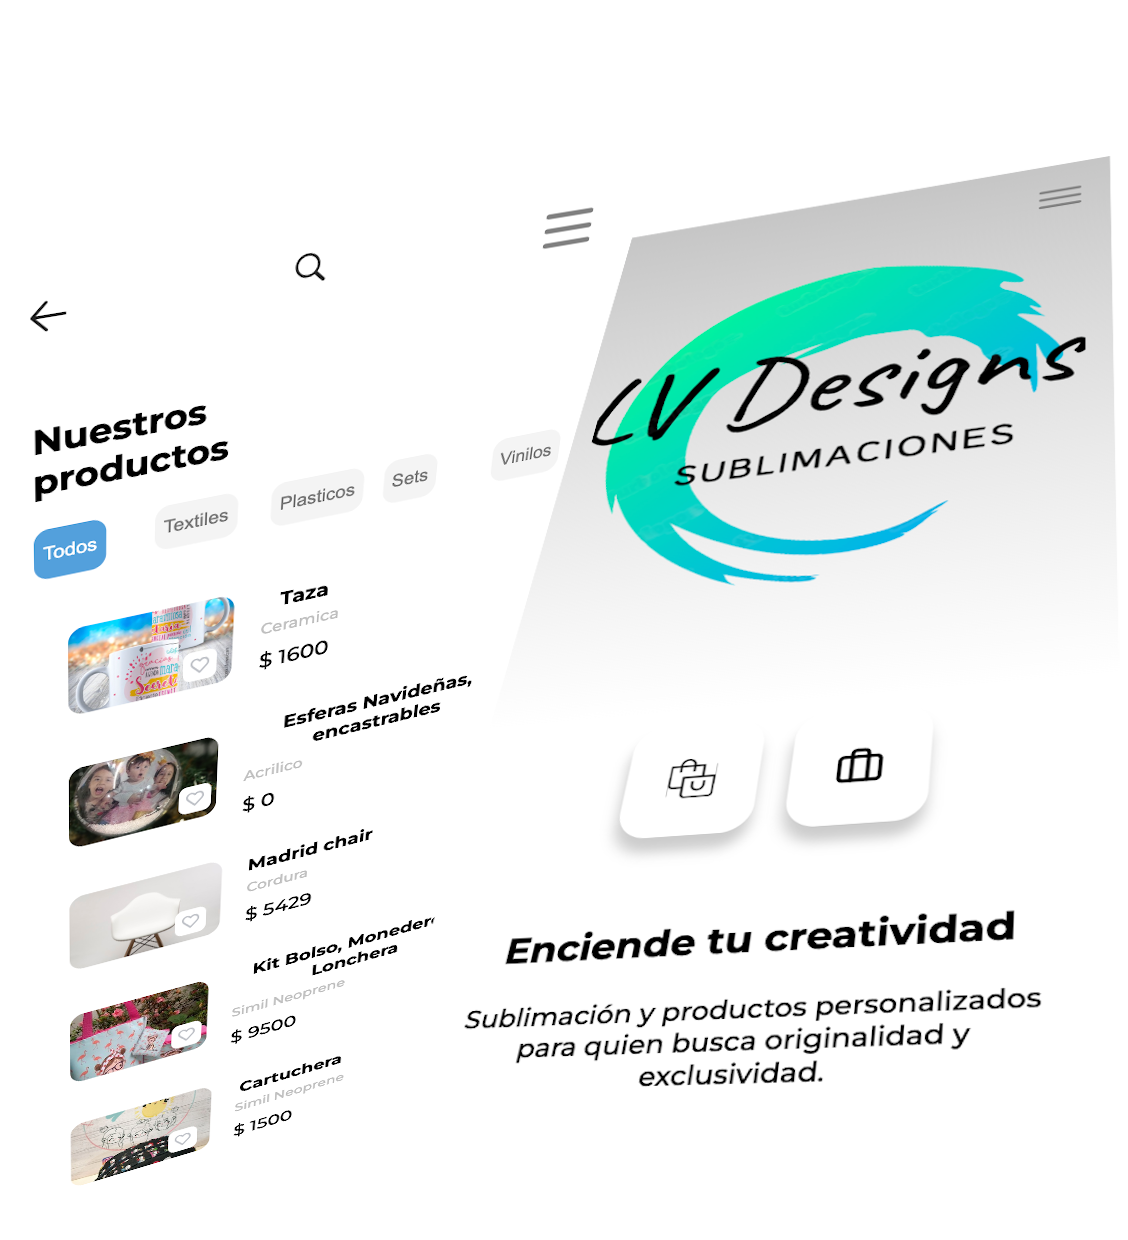 Nuestros
productos
Todos
Textiles
Plasticos
Sets
Vinilos
Taza
Ceramica
$ 1600
Esferas Navideñas,
encastrables
Acrilico
$ 0
Madrid chair
Cordura
$ 5429
Kit Bolso, Monedero
Lonchera
Simil Neoprene
$ 9500
Cartuchera
Simil Neoprene
$ 1500
LV Designs
SUBLIMACIONES
Enciende tu creatividad
Sublimación y productos personalizados
para quien busca originalidad y
exclusividad.